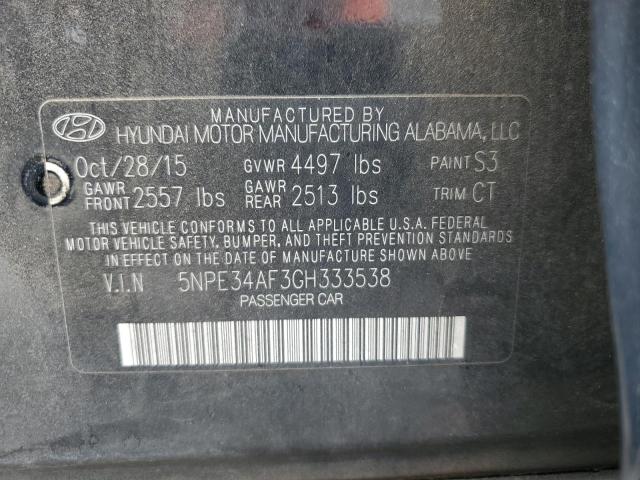 MANUFACTURED BY
HYUNDAI MOTOR MANUFACTURING ALABAMA, LLC
Oct/28/15 GVWR 4497 lbs PAINT S3
GAWR FRONT 2557 lbs GAWR REAR 2513 lbs TRIM CT
THIS VEHICLE CONFORMS TO ALL APPLICABLE U.S.A. FEDERAL
MOTOR VEHICLE SAFETY, BUMPER, AND THEFT PREVENTION STANDARDS
IN EFFECT ON THE DATE OF MANUFACTURE SHOWN ABOVE.
V.I.N 5NPE34AF3GH333538
PASSENGER CAR